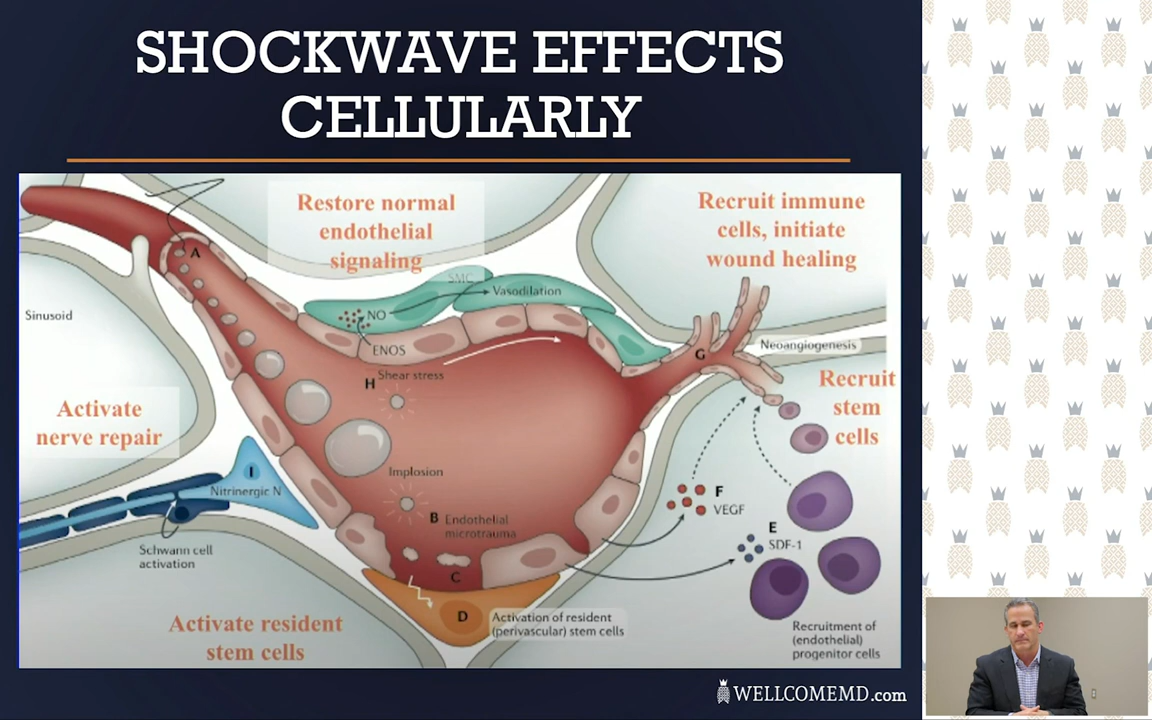 SHOCKWAVE EFFECTS
CELLULARLY
Restore normal
endothelial
signaling
Recruit immune
cells, initiate
wound healing
A
SMC
Vasodilation
NO
Sinusoid
ENOS
G
Neoangiogenesis
H
Shear stress
Recruit
stem
cells
Activate
nerve repair
Implosion
I
Nitrinergic N
F
VEGF
B
Endothelial
microtrauma
E
SDF-1
Schwann cell
activation
C
D
Activation of resident
(perivascular) stem cells
Activate resident
stem cells
Recruitment of
(endothelial)
progenitor cells
WELLCOMEMD.com